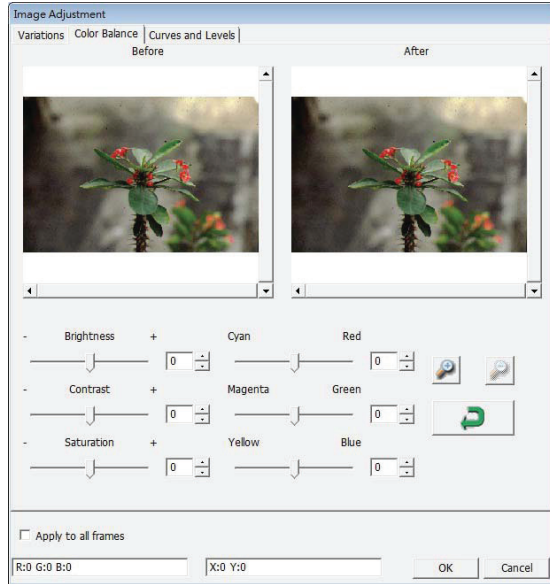 Image Adjustment
Variations Color Balance Curves and Levels
Before After
- Brightness + 0 Cyan Red 0
- Contrast + 0 Magenta Green 0
- Saturation + 0 Yellow Blue 0
Apply to all frames
R:0 G:0 B:0 X:0 Y:0 OK Cancel